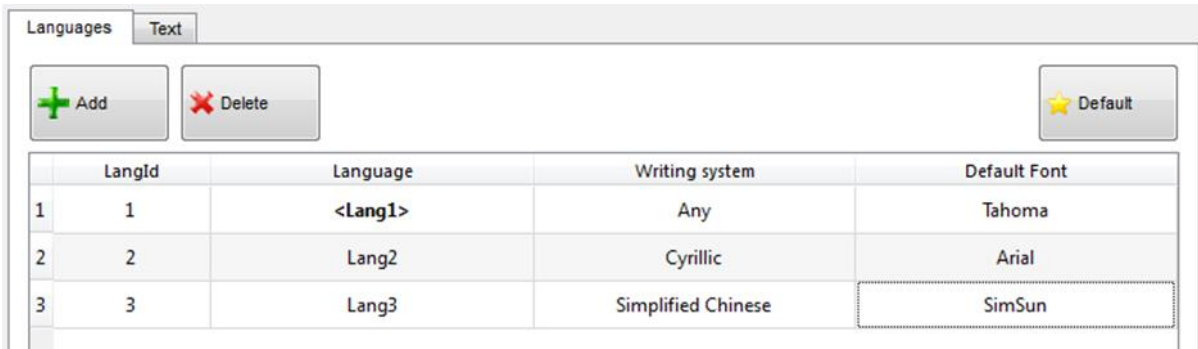 Languages Text
Add Delete Default
LangId Language Writing system Default Font
1 1 <Lang1> Any Tahoma
2 2 Lang2 Cyrillic Arial
3 3 Lang3 Simplified Chinese SimSun